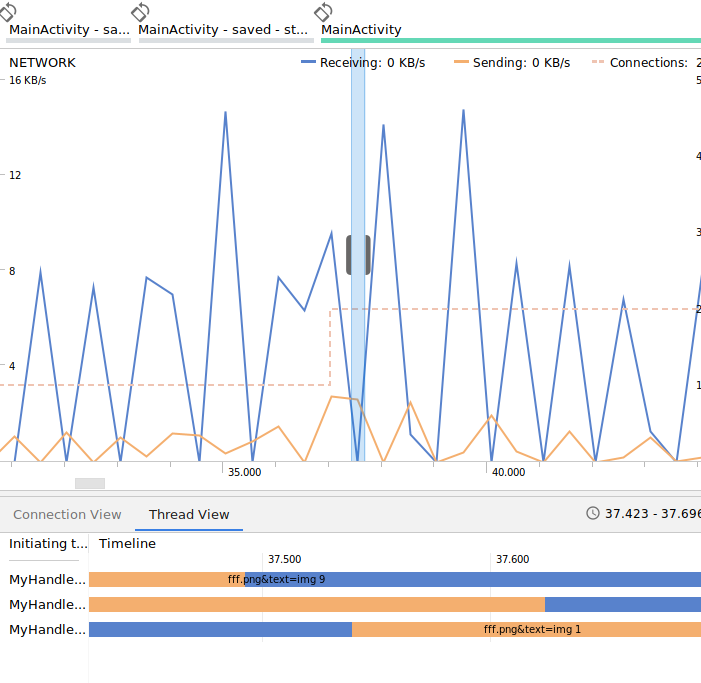 MainActivity - sa... MainActivity - saved - st... MainActivity
NETWORK Receiving: 0 KB/s Sending: 0 KB/s Connections: 2
16 KB/s 5
4
12
3
8
2
4
1
35.000 40.000
Connection View Thread View 37.423 - 37.696
Initiating t... Timeline
37.500 37.600
MyHandle... fff.png&text=img 9
MyHandle...
MyHandle... fff.png&text=img 1